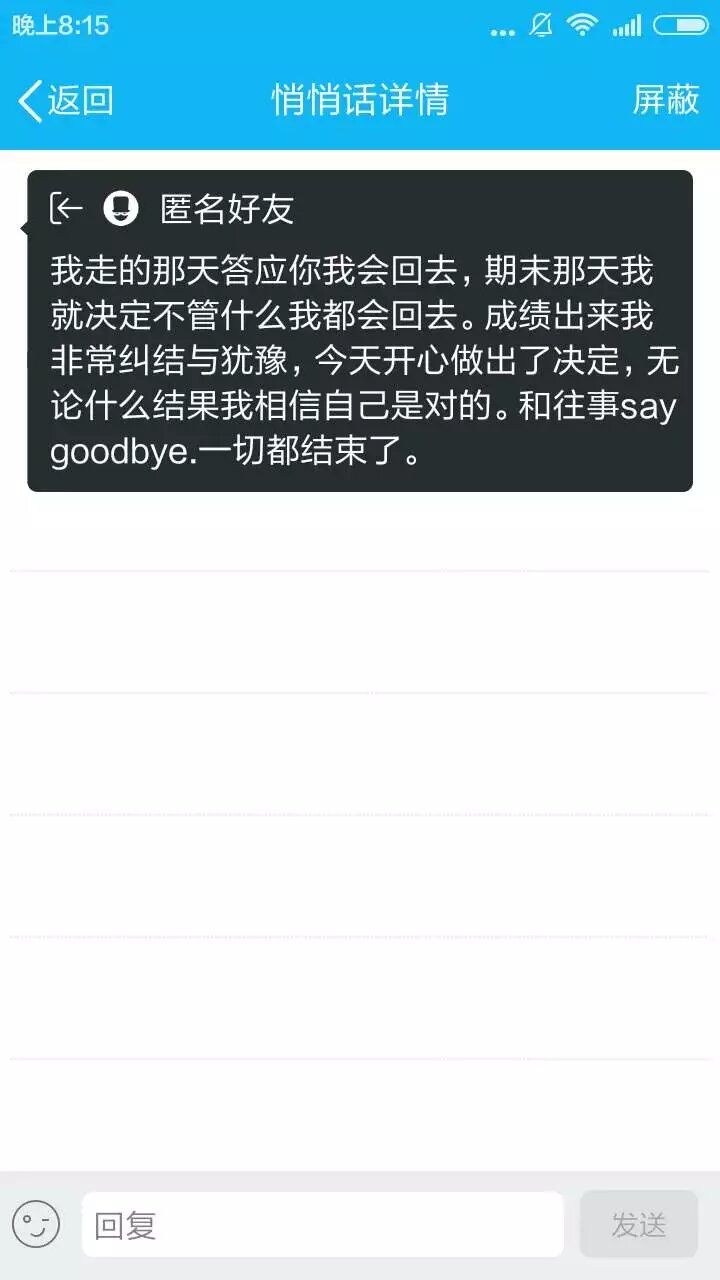 晚上8:15
返回
悄悄话详情
屏蔽
匿名好友
我走的那天答应你我会回去，期末那天我
就决定不管什么我都会回去。成绩出来我
非常纠结与犹豫，今天开心做出了决定，无
论什么结果我相信自己是对的。和往事say
goodbye.一切都结束了。
回复
发送